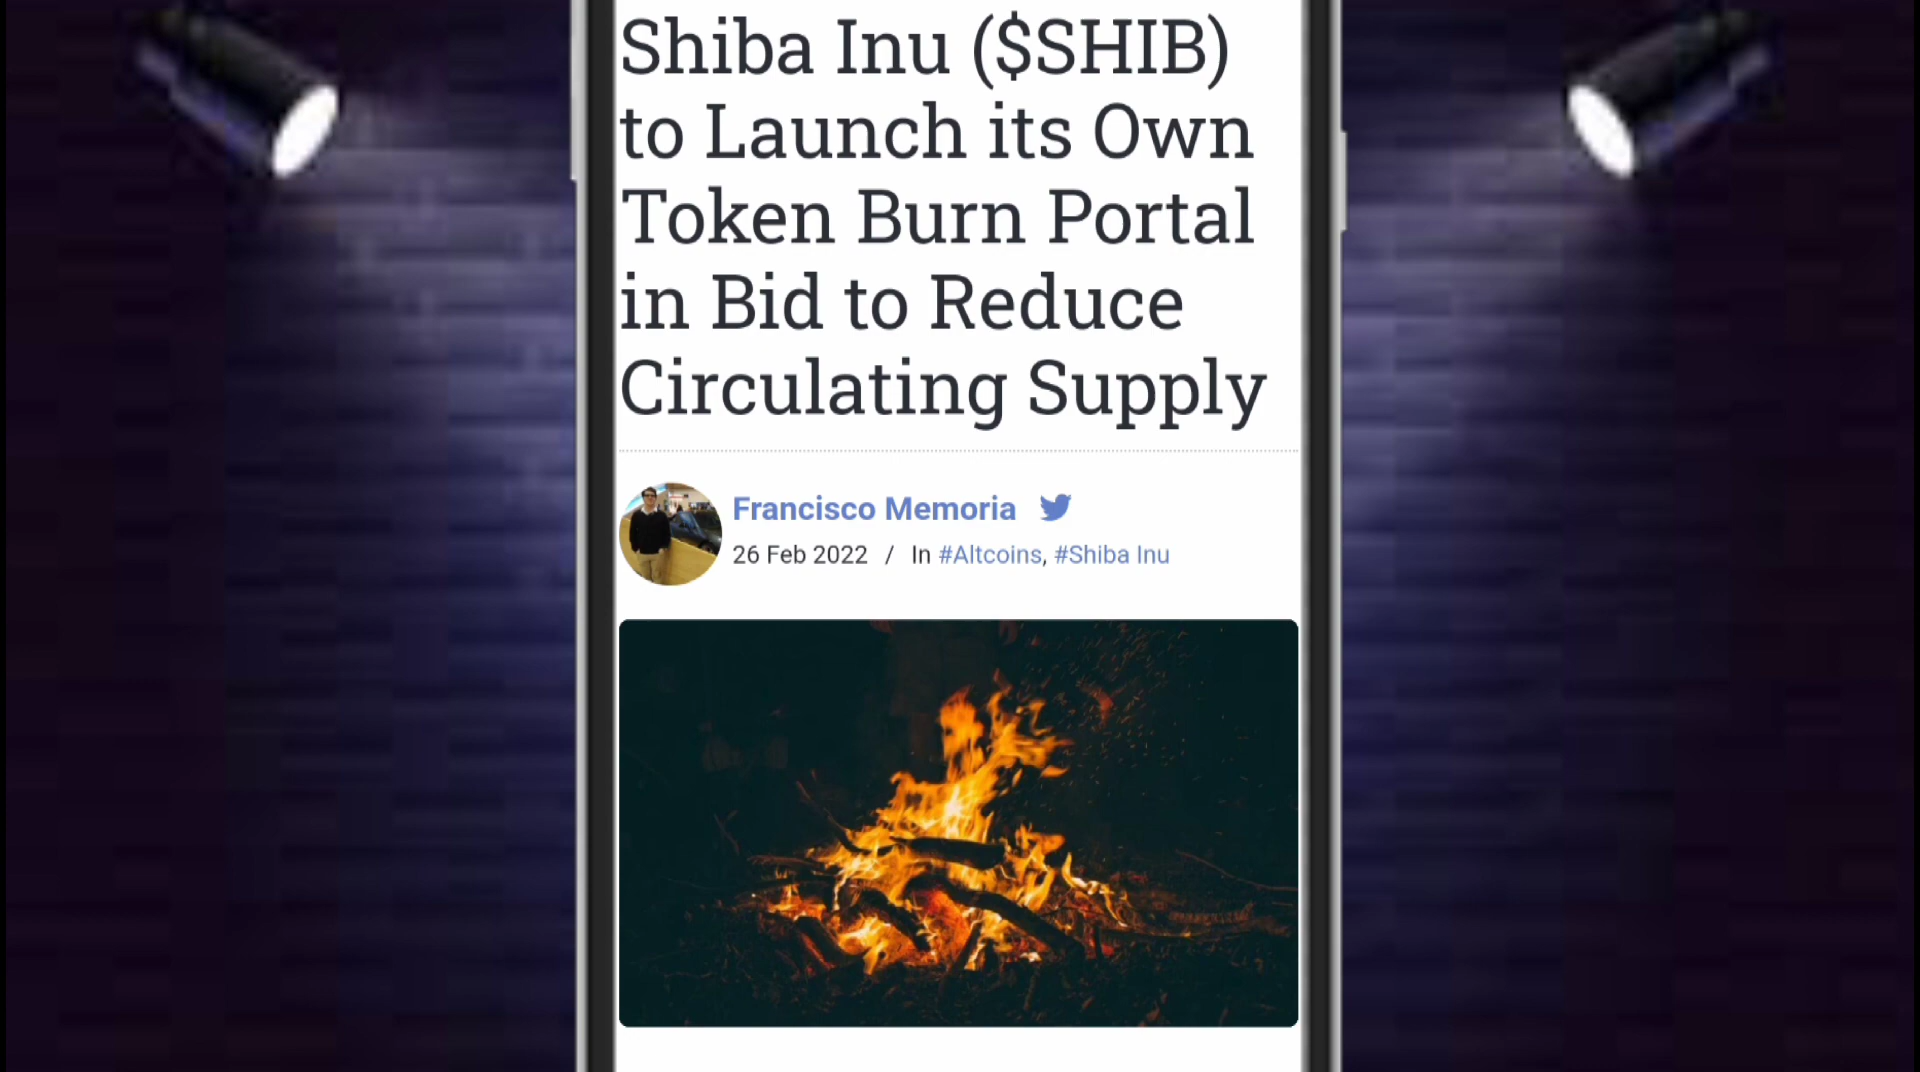 Shiba Inu ($SHIB)
to Launch its Own
Token Burn Portal
in Bid to Reduce
Circulating Supply
Francisco Memoria
26 Feb 2022 / In #Altcoins, #Shiba Inu